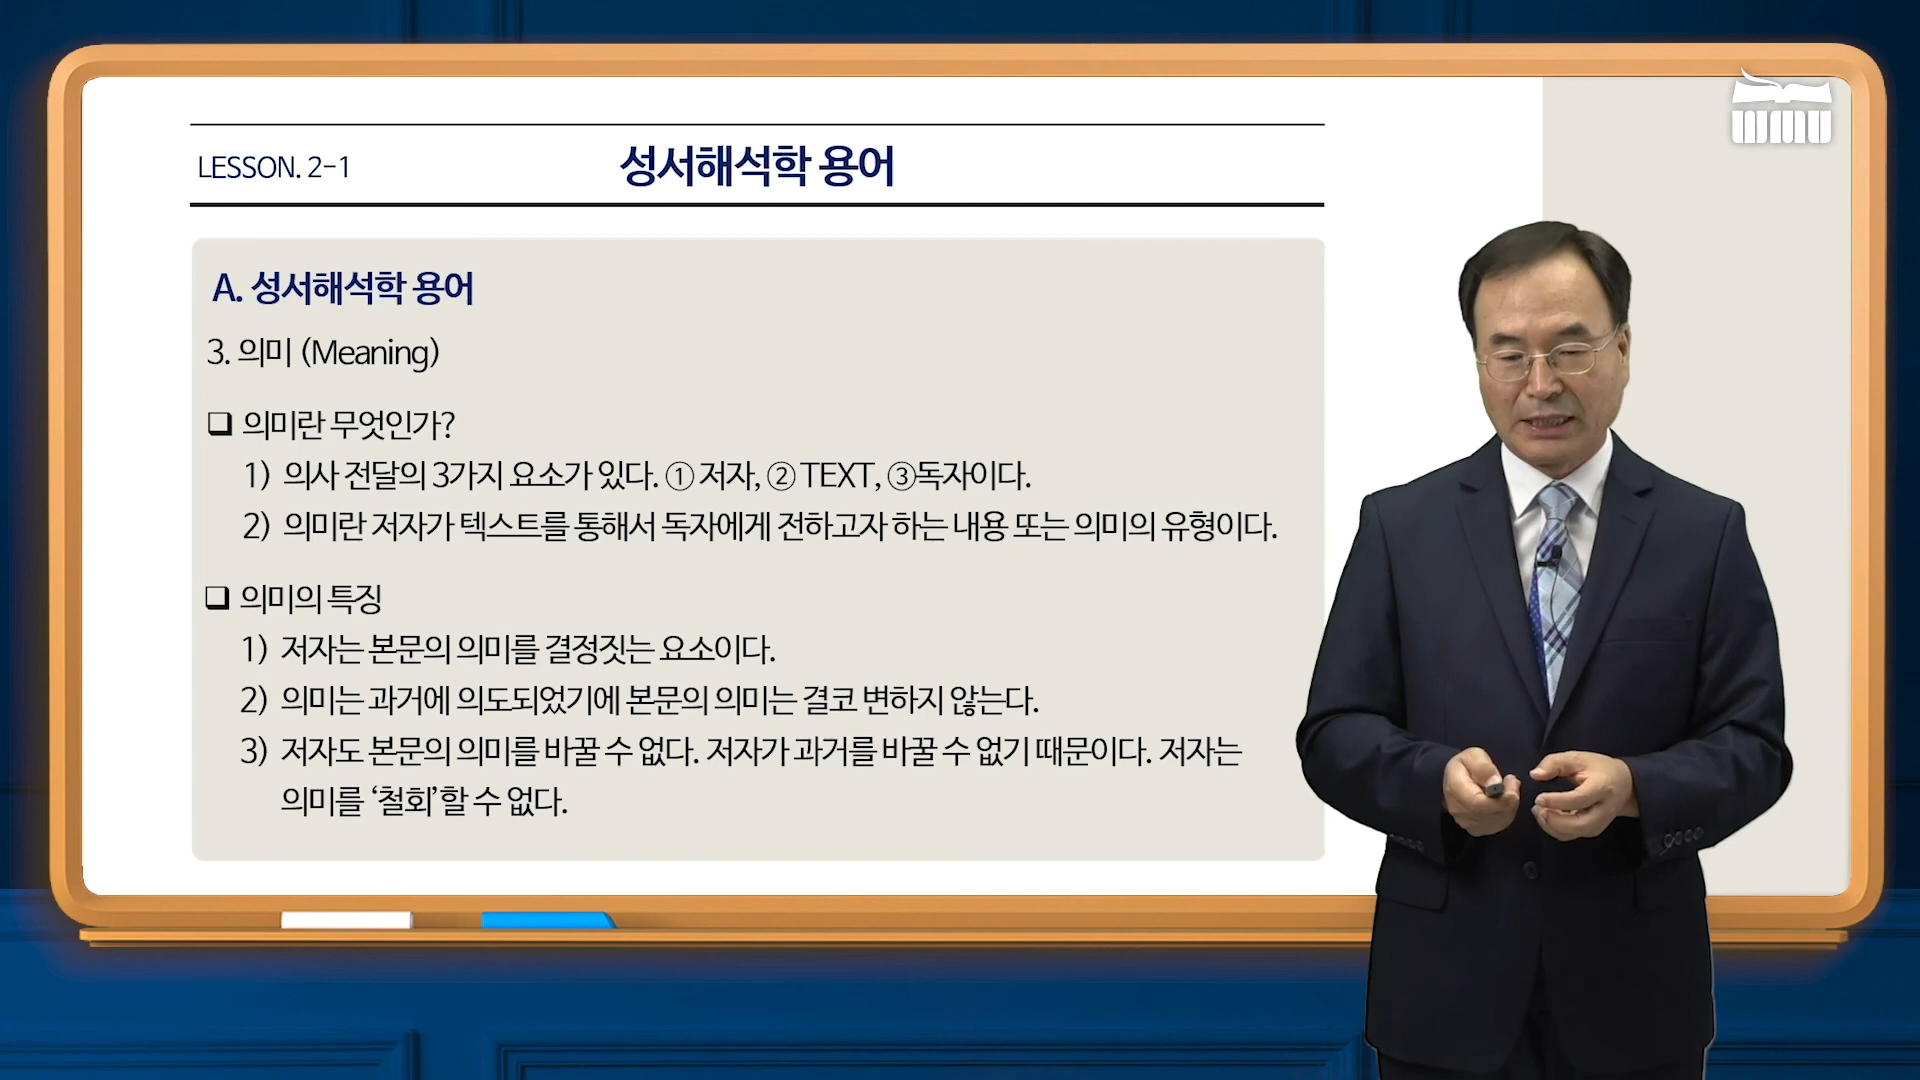 LESSON. 2-1
성서해석학 용어
A. 성서해석학 용어
3. 의미 (Meaning)
❑ 의미란 무엇인가?
1) 의사 전달의 3가지 요소가 있다. ① 저자, ② TEXT, ③독자이다.
2) 의미란 저자가 텍스트를 통해서 독자에게 전하고자 하는 내용 또는 의미의 유형이다.
❑ 의미의 특징
1) 저자는 본문의 의미를 결정짓는 요소이다.
2) 의미는 과거에 의도되었기에 본문의 의미는 결코 변하지 않는다.
3) 저자도 본문의 의미를 바꿀 수 없다. 저자가 과거를 바꿀 수 없기 때문이다. 저자는
의미를 ‘철회’할 수 없다.